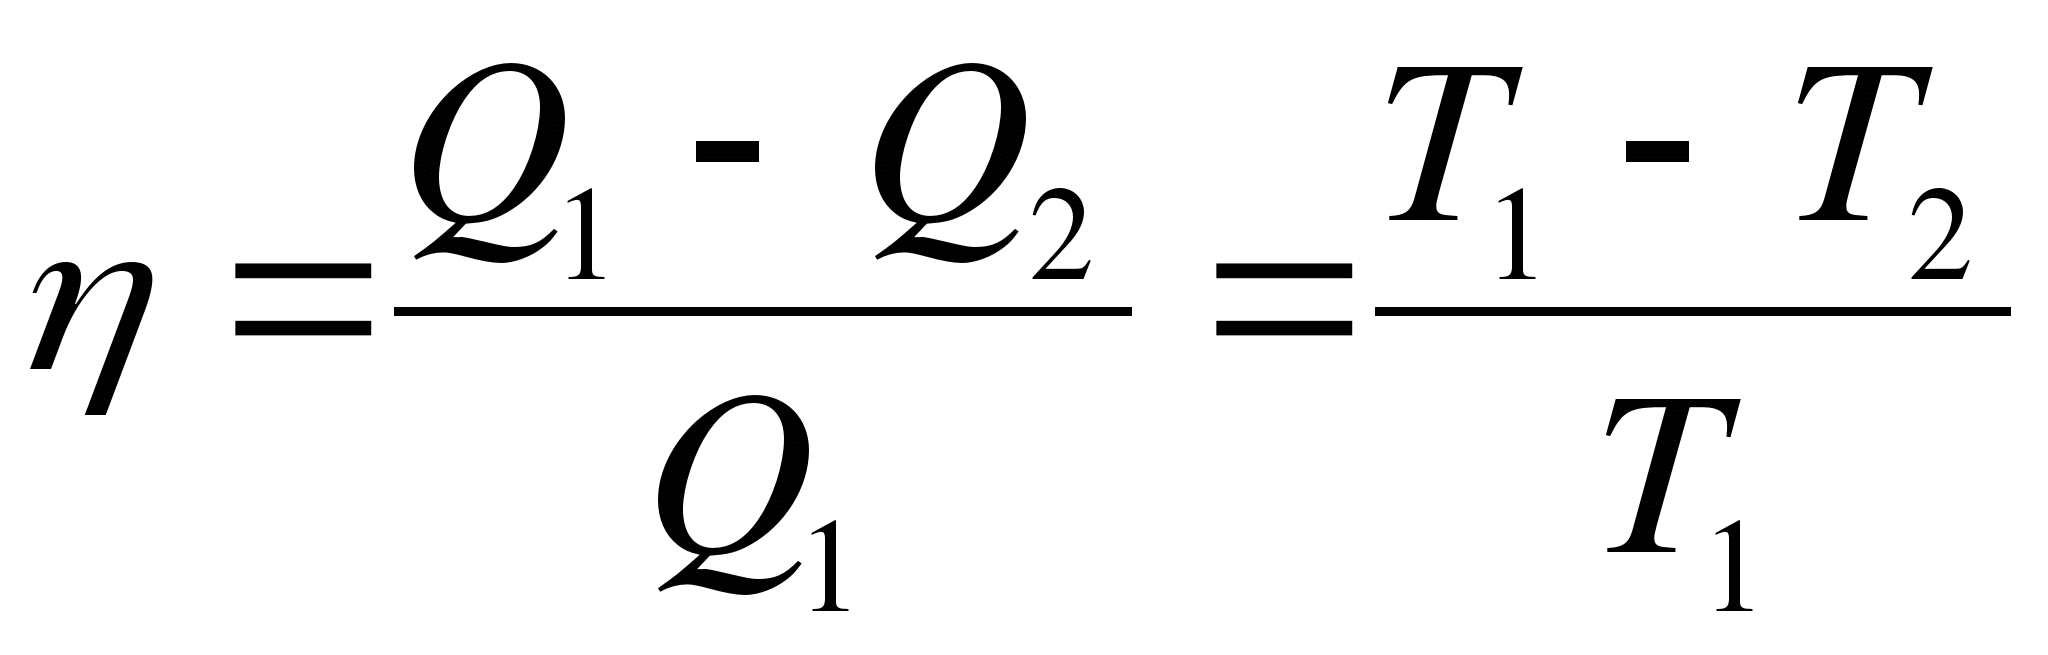 η = (Q₁ - Q₂) / Q₁ = (T₁ - T₂) / T₁